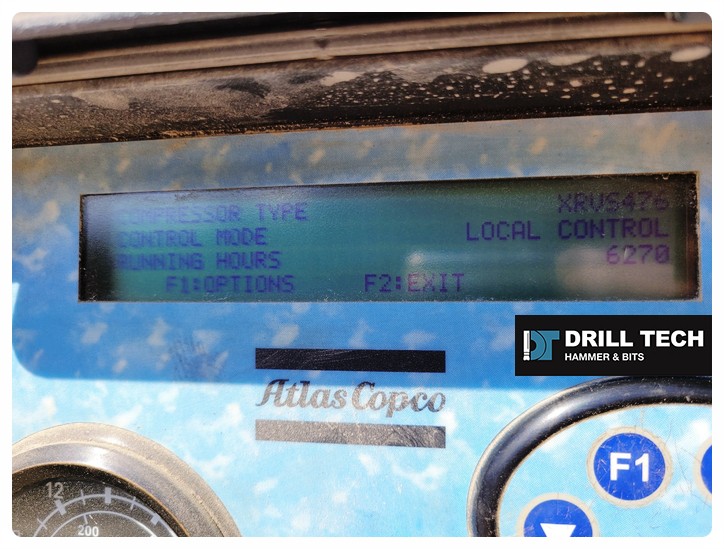 COMPRESSOR TYPE XRVS476
CONTROL MODE LOCAL CONTROL
RUNNING HOURS 6270
F1:OPTIONS F2:EXIT
DT DRILL TECH
HAMMER & BITS
Atlas Copco
F1
12
200